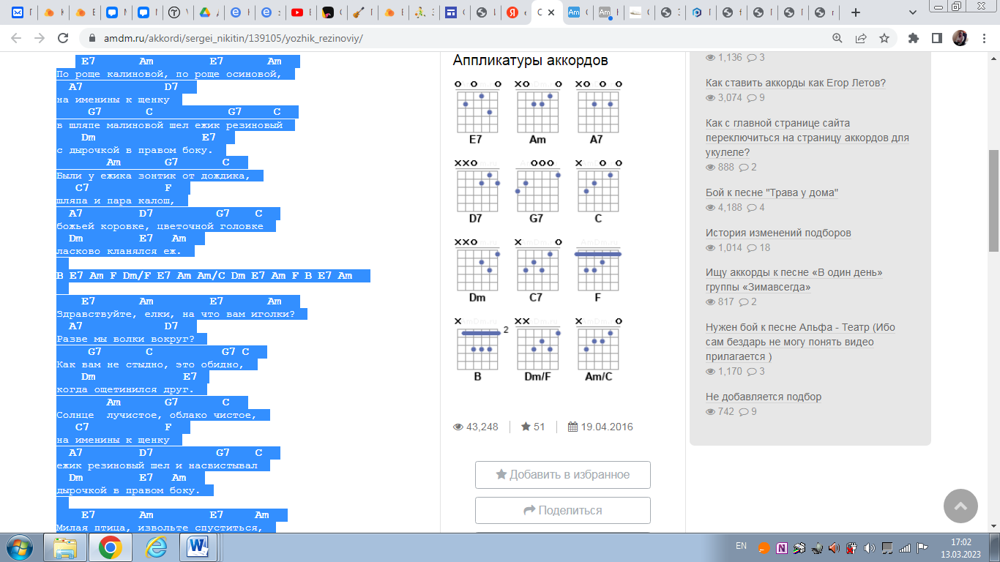 amdm.ru/akkordi/sergei_nikitin/139105/yozhik_rezinoviy/
E7 Am E7 Am
По роще калиновой, по роще осиновой,
A7 D7
на именины к щенку
G7 C G7 C
в шляпе малиновой шел ежик резиновый
Dm E7
с дырочкой в правом боку.
Am G7 C
Были у ежика зонтик от дождика,
C7 F
шляпа и пара калош,
A7 D7 G7 C
божьей коровке, цветочной головке
Dm E7 Am
ласково кланялся еж.
B E7 Am F Dm/F E7 Am Am/C Dm E7 Am F B E7 Am
E7 Am E7 Am
Здравствуйте, елки, на что вам иголки?
A7 D7
Разве мы волки вокруг?
G7 C G7 C
Как вам не стыдно, это обидно,
Dm E7
когда ощетинился друг.
Am G7 C
Солнце лучистое, облако чистое,
C7 F
на именины к щенку
A7 D7 G7 C
ежик резиновый шел и насвистывал
Dm E7 Am
дырочкой в правом боку.
E7 Am E7 Am
Милая птица, извольте спуститься,
Аппликатуры аккордов
E7 Am A7
D7 G7 C
Dm C7 F
2
B Dm/F Am/C
43,248 51 19.04.2016
Добавить в избранное
Поделиться
1,136 3
Как ставить аккорды как Егор Летов?
3,074 9
Как с главной странице сайта
переключиться на страницу аккордов для
укулеле?
888 2
Бой к песне "Трава у дома"
4,188 4
История изменений подборов
1,014 18
Ищу аккорды к песне «В один день»
группы «Зимавсегда»
817 2
Нужен бой к песне Альфа - Театр (Ибо
сам бездарь не могу понять видео
прилагается )
1,170 3
Не добавляется подбор
742 9
EN
17:02
13.03.2023